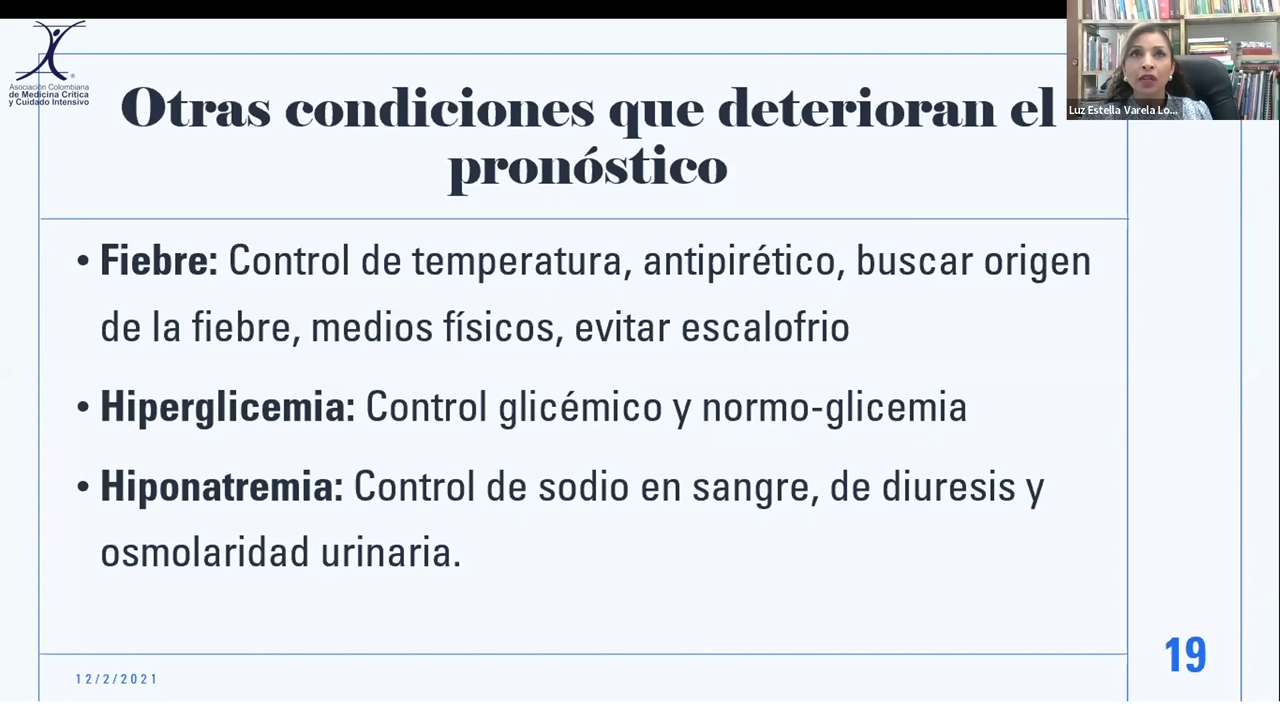 Asociación Colombiana
de Medicina Crítica
y Cuidado Intensivo
®
Luz Estella Varela Lo...
Otras condiciones que deterioran el
pronóstico
• Fiebre: Control de temperatura, antipirético, buscar origen
de la fiebre, medios físicos, evitar escalofrio
• Hiperglicemia: Control glicémico y normo-glicemia
• Hiponatremia: Control de sodio en sangre, de diuresis y
osmolaridad urinaria.
12/2/2021
19